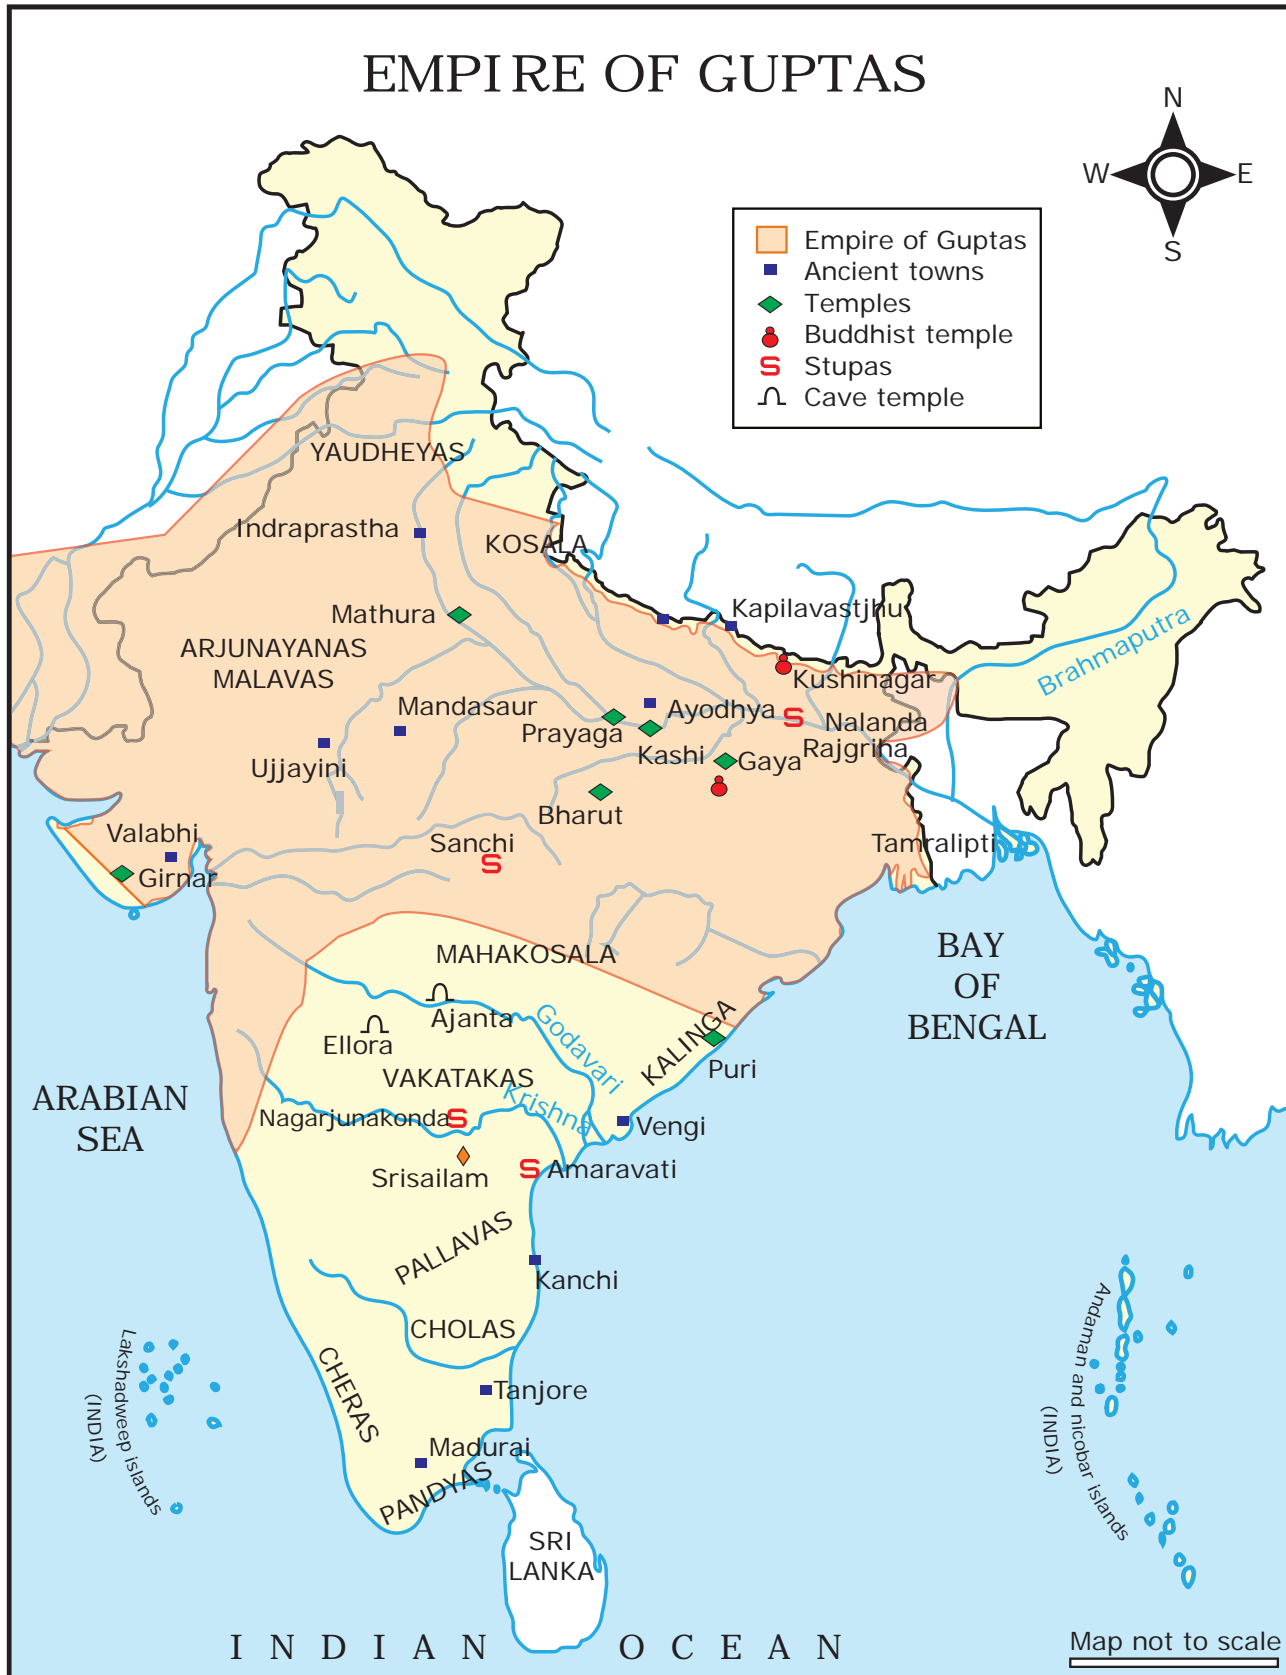 EMPIRE OF GUPTAS
N
W E
S
Empire of Guptas
Ancient towns
Temples
Buddhist temple
Stupas
Cave temple
YAUDHEYAS
Indraprastha
KOSALA
Mathura
Kapilavastjhu
Brahmaputra
ARJUNAYANAS
MALAVAS
Kushinagar
Mandasaur
Ayodhya
Nalanda
Prayaga
Rajgriha
Kashi
Gaya
Ujjayini
Bharut
Valabhi
Sanchi
Tamralipti
Girnar
MAHAKOSALA
BAY
OF
BENGAL
Ajanta
Godavari
Ellora
KALINGA
Puri
VAKATAKAS
Krishna
ARABIAN
SEA
Nagarjunakonda
Vengi
Srisailam
Amaravati
PALLAVAS
Kanchi
CHOLAS
CHERAS
Lakshadweep islands
(INDIA)
Andaman and nicobar islands
(INDIA)
Tanjore
Madurai
PANDYAS
SRI
LANKA
INDIAN OCEAN
Map not to scale